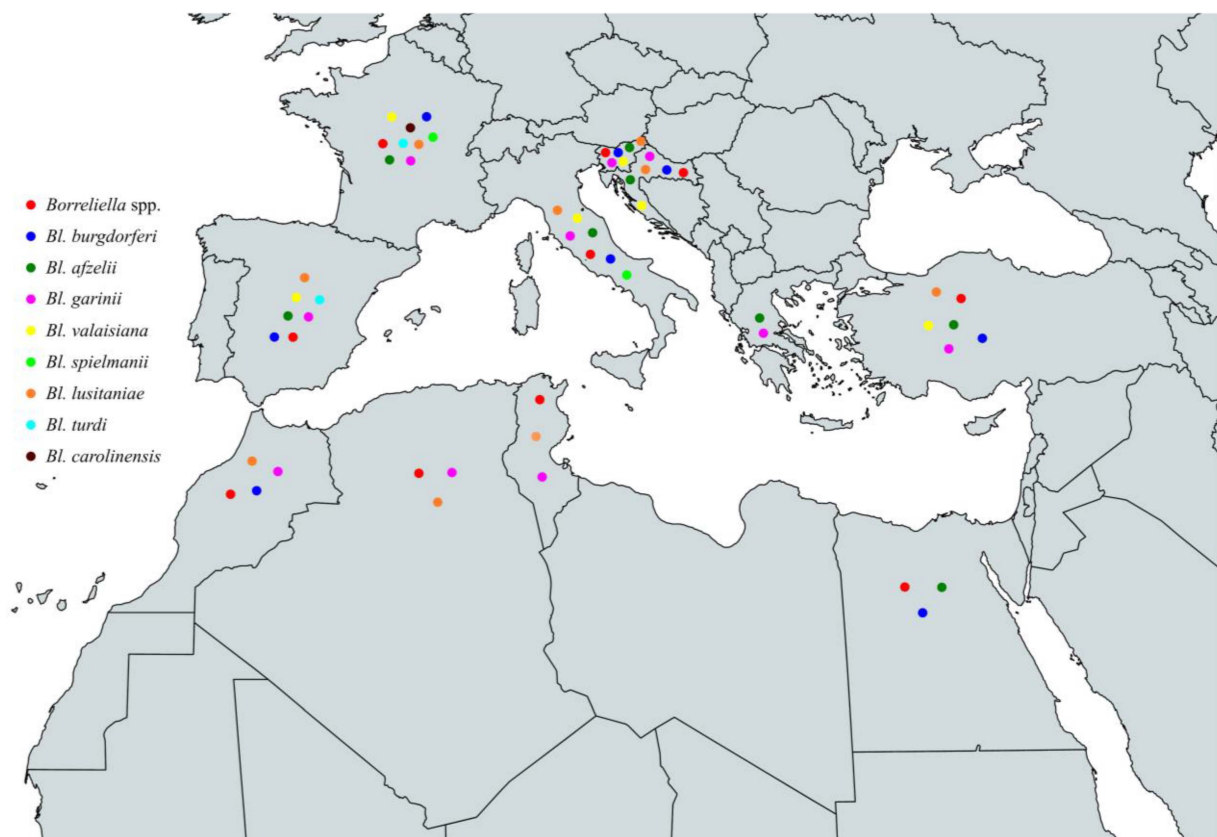 Borreliella spp.
Bl. burgdorferi
Bl. afzelii
Bl. garinii
Bl. valaisiana
Bl. spielmanii
Bl. lusitaniae
Bl. turdi
Bl. carolinensis